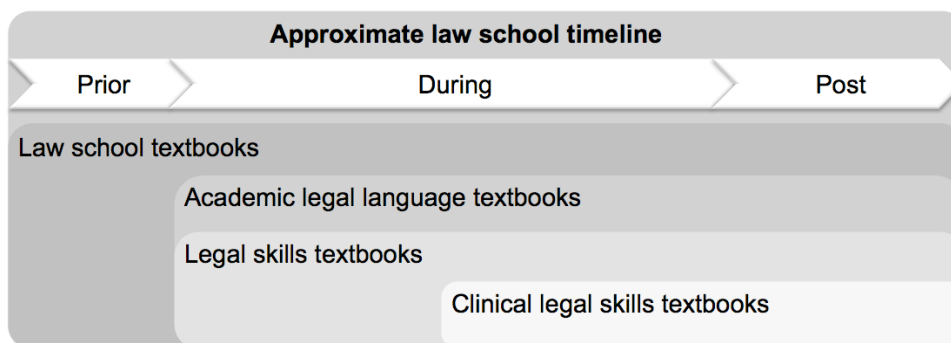 Approximate law school timeline
Prior During Post
Law school textbooks
Academic legal language textbooks
Legal skills textbooks
Clinical legal skills textbooks